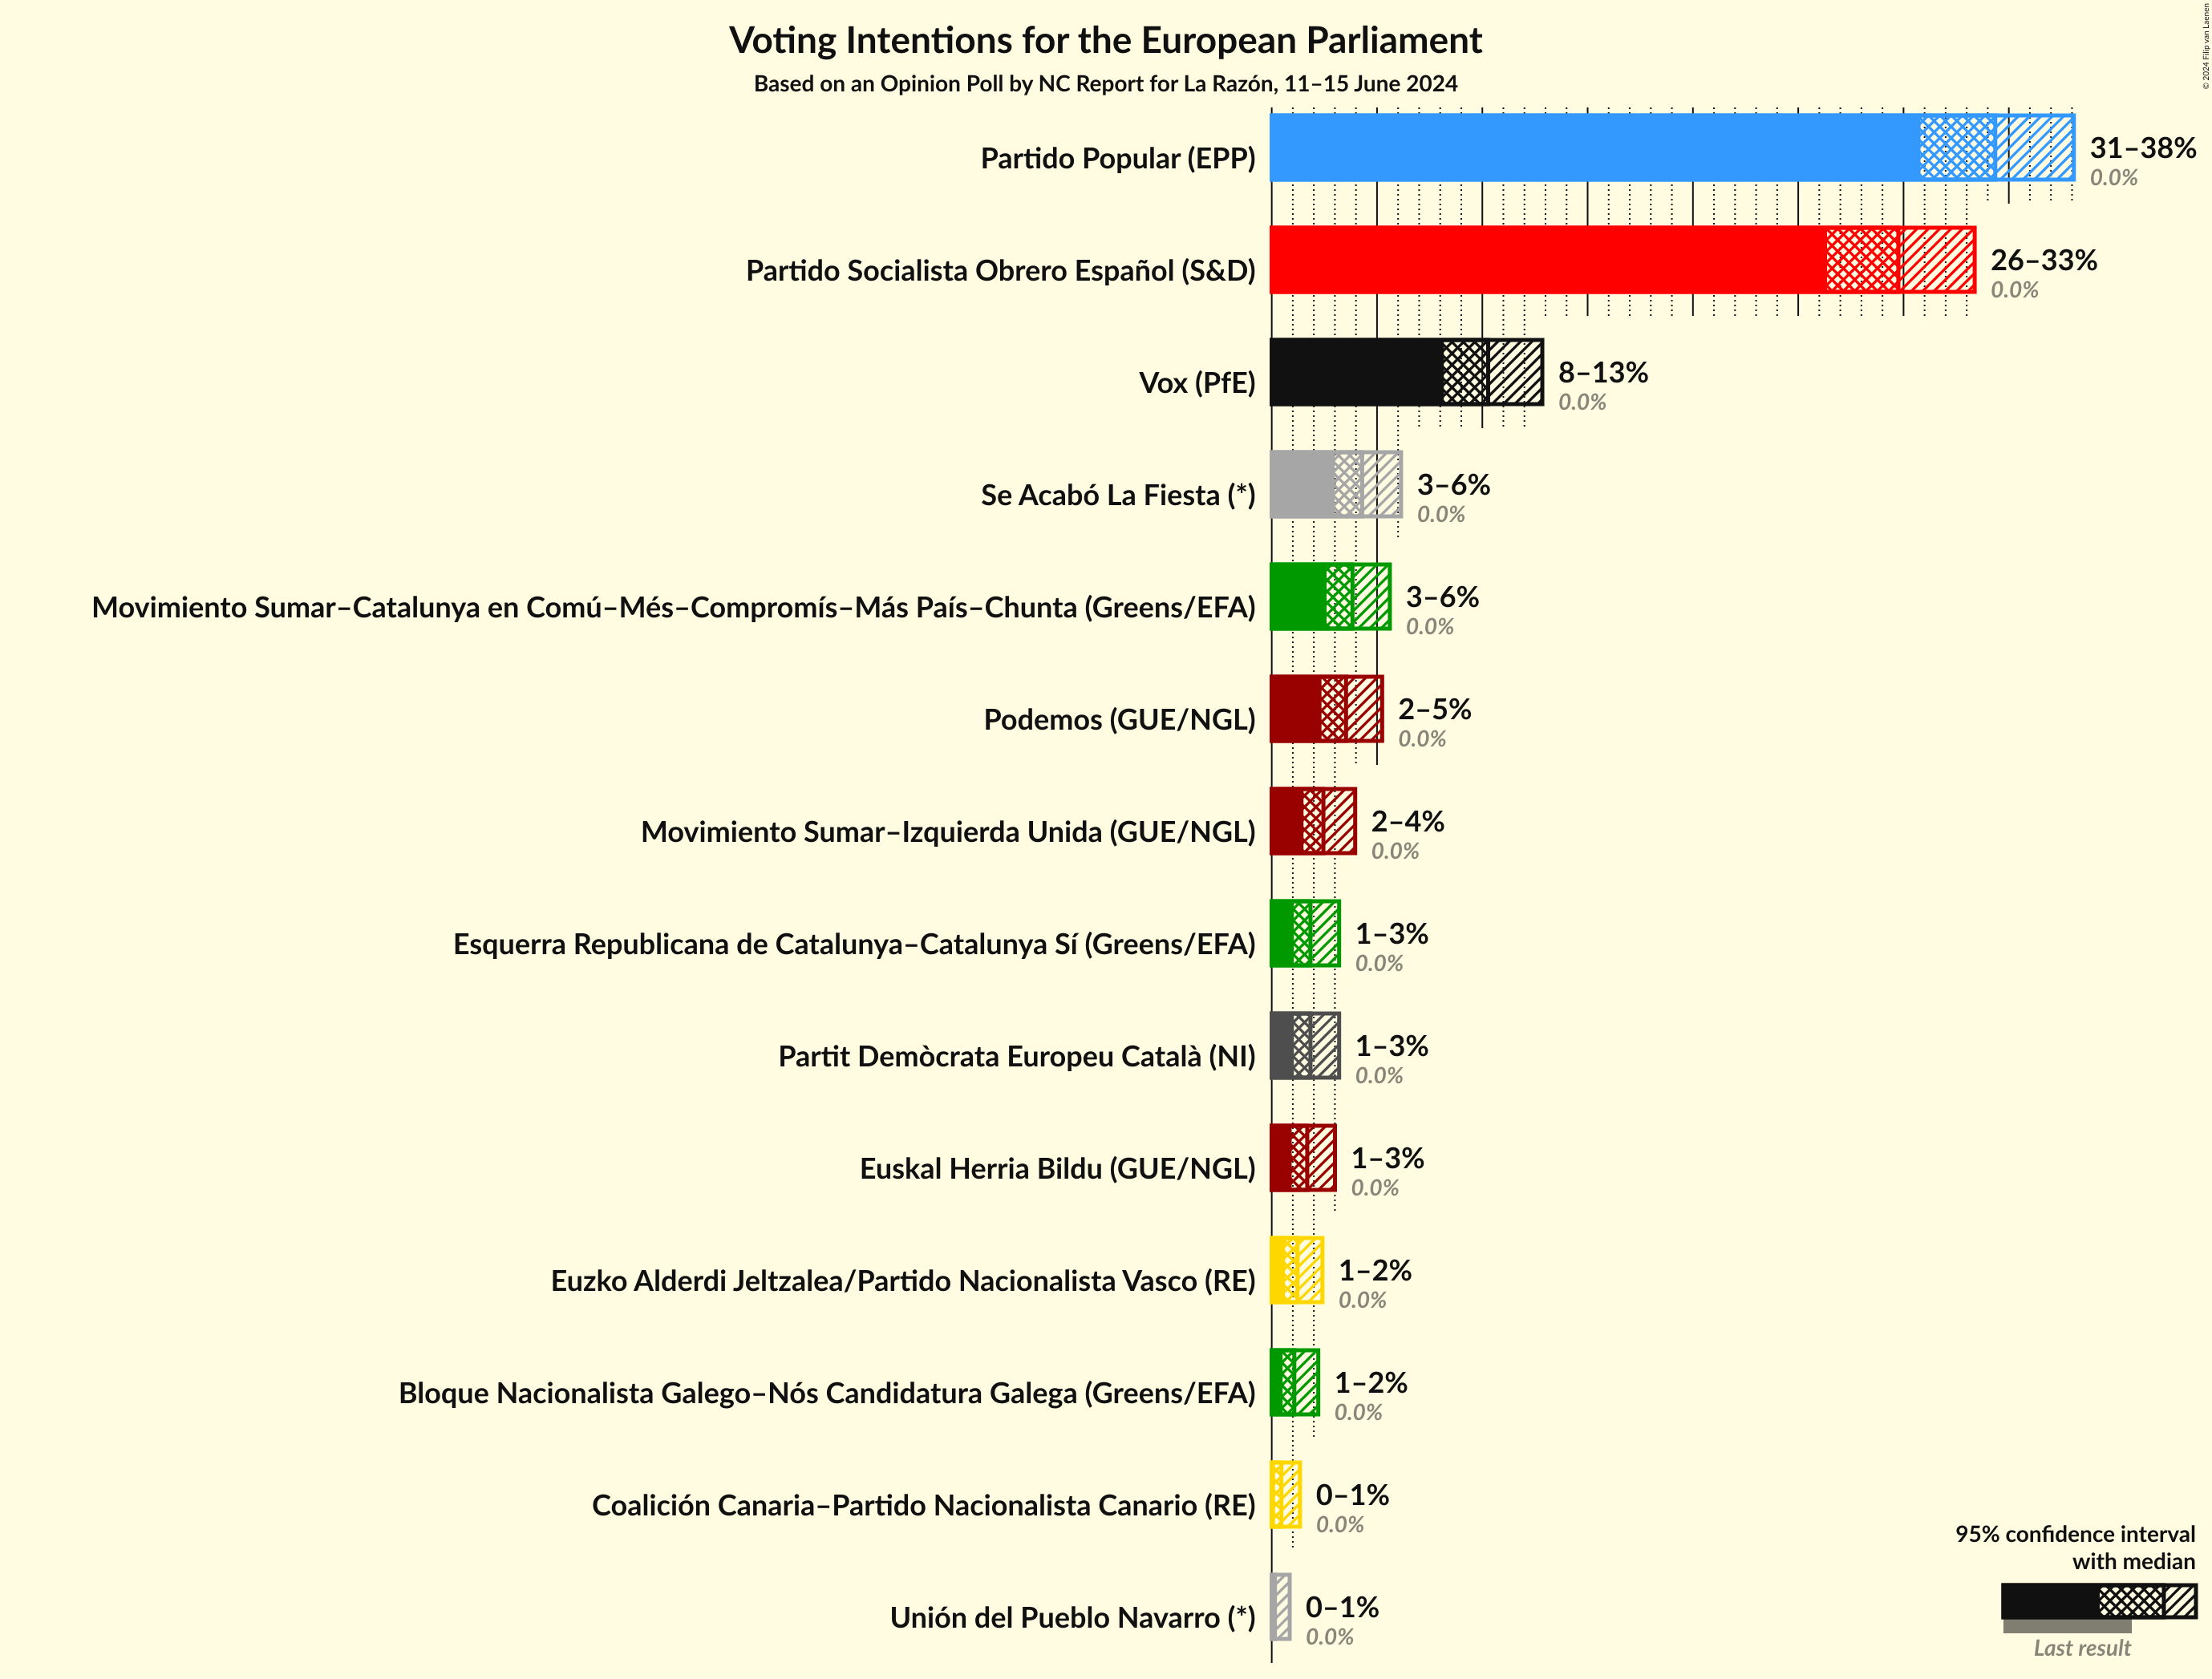 Voting Intentions for the European Parliament
Based on an Opinion Poll by NC Report for La Razón, 11–15 June 2024
© 2024 Filip van Laenen
Partido Popular (EPP)
31–38%
0.0%
Partido Socialista Obrero Español (S&D)
26–33%
0.0%
Vox (PfE)
8–13%
0.0%
Se Acabó La Fiesta (*)
3–6%
0.0%
Movimiento Sumar–Catalunya en Comú–Més–Compromís–Más País–Chunta (Greens/EFA)
3–6%
0.0%
Podemos (GUE/NGL)
2–5%
0.0%
Movimiento Sumar–Izquierda Unida (GUE/NGL)
2–4%
0.0%
Esquerra Republicana de Catalunya–Catalunya Sí (Greens/EFA)
1–3%
0.0%
Partit Demòcrata Europeu Català (NI)
1–3%
0.0%
Euskal Herria Bildu (GUE/NGL)
1–3%
0.0%
Euzko Alderdi Jeltzalea/Partido Nacionalista Vasco (RE)
1–2%
0.0%
Bloque Nacionalista Galego–Nós Candidatura Galega (Greens/EFA)
1–2%
0.0%
Coalición Canaria–Partido Nacionalista Canario (RE)
0–1%
0.0%
Unión del Pueblo Navarro (*)
0–1%
0.0%
95% confidence interval
with median
Last result